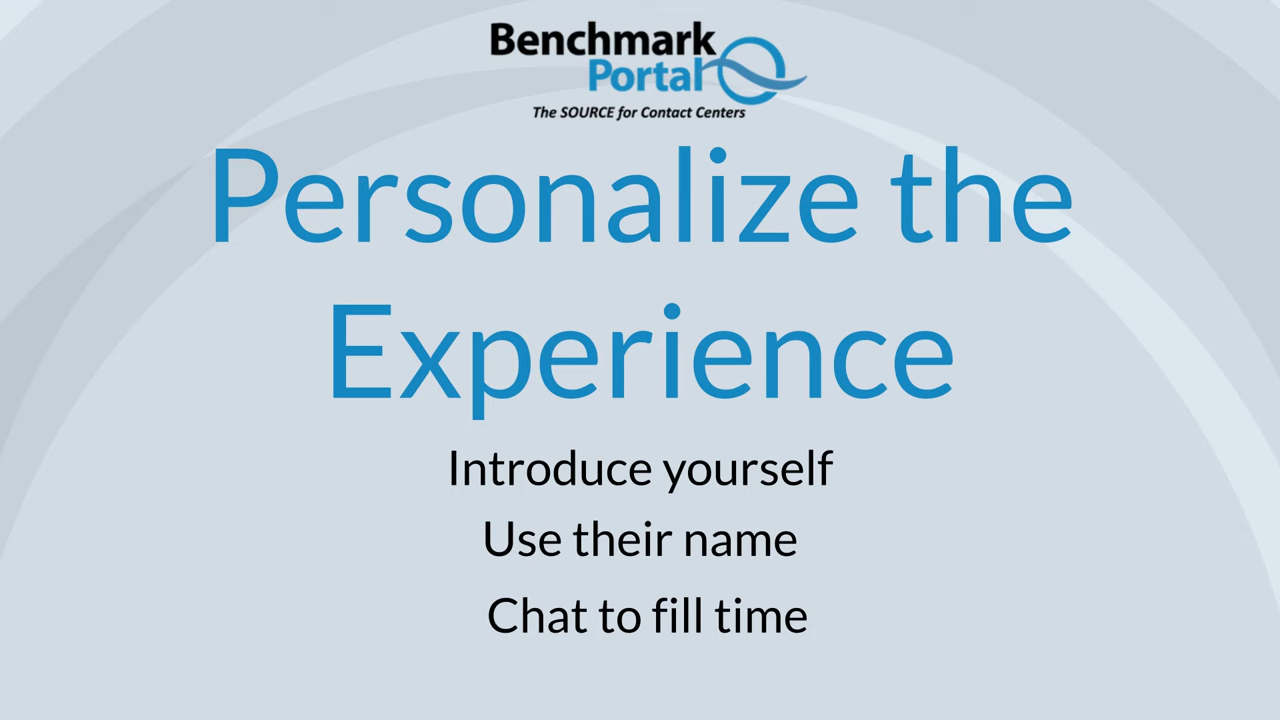 Benchmark
Portal
The SOURCE for Contact Centers
Personalize the
Experience
Introduce yourself
Use their name
Chat to fill time